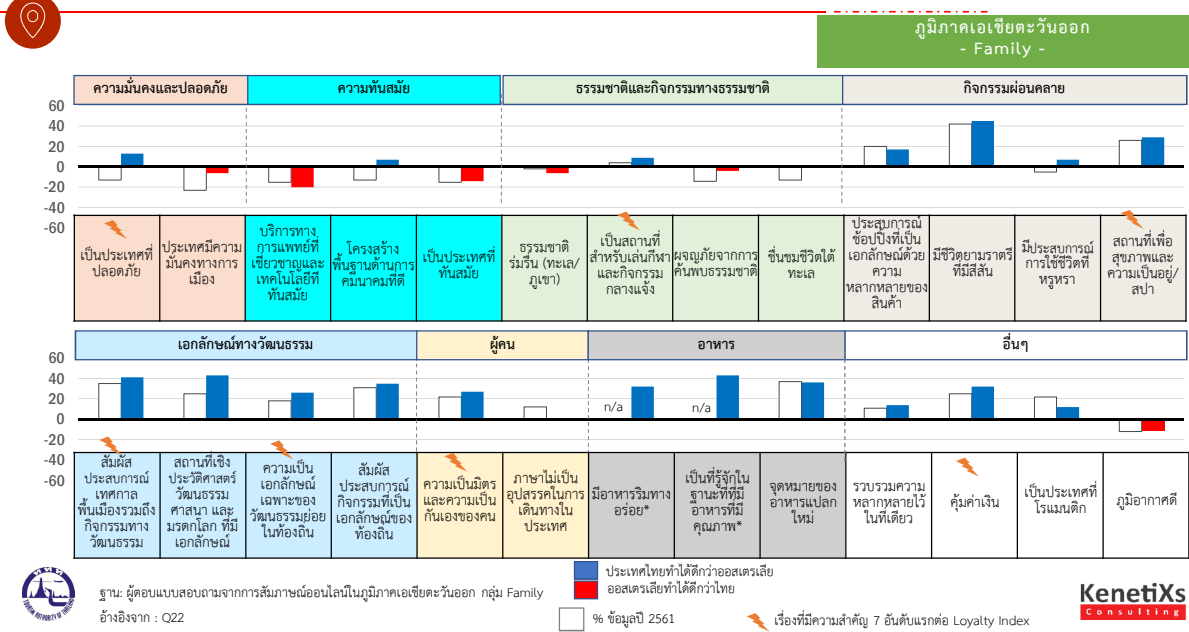 ภูมิภาคเอเชียตะวันออก
- Family -
ความมั่นคงและปลอดภัย
ความทันสมัย
ธรรมชาติและกิจกรรมทางธรรมชาติ
กิจกรรมผ่อนคลาย
60
40
20
0
-20
-40
-60
เป็นประเทศที่
ปลอดภัย
ประเทศมีความ
มั่นคงทางการ
เมือง
บริการทาง
การแพทย์ที่
เชี่ยวชาญและ
เทคโนโลยีที่
ทันสมัย
โครงสร้าง
พื้นฐานด้านการ
คมนาคมที่ดี
เป็นประเทศที่
ทันสมัย
ธรรมชาติ
ร่มรื่น (ทะเล/
ภูเขา)
เป็นสถานที่
สำหรับเล่นกีฬา
และกิจกรรม
กลางแจ้ง
ผจญภัยจากการ
ค้นพบธรรมชาติ
ชื่นชมชีวิตใต้
ทะเล
ประสบการณ์
ช้อปปิ้งที่เป็น
เอกลักษณ์ด้วย
ความ
หลากหลายของ
สินค้า
มีชีวิตยามราตรี
ที่มีสีสัน
มีประสบการณ์
การใช้ชีวิตที่
หรูหรา
สถานที่เพื่อ
สุขภาพและ
ความเป็นอยู่/
สปา
เอกลักษณ์ทางวัฒนธรรม
ผู้คน
อาหาร
อื่นๆ
60
40
20
0
-20
-40
-60
n/a
n/a
สัมผัส
ประสบการณ์
เทศกาล
พื้นเมืองรวมถึง
กิจกรรมทาง
วัฒนธรรม
สถานที่เชิง
ประวัติศาสตร์
วัฒนธรรม
ศาสนา และ
มรดกโลก ที่มี
เอกลักษณ์
ความเป็น
เอกลักษณ์
เฉพาะของ
วัฒนธรรมย่อย
ในท้องถิ่น
สัมผัส
ประสบการณ์
กิจกรรมที่เป็น
เอกลักษณ์ของ
ท้องถิ่น
ความเป็นมิตร
และความเป็น
กันเองของคน
ภาษาไม่เป็น
อุปสรรคในการ
เดินทางใน
ประเทศ
มีอาหารริมทาง
อร่อย*
เป็นที่รู้จักใน
ฐานะที่ที่มี
อาหารที่มี
คุณภาพ*
จุดหมายของ
อาหารแปลก
ใหม่
รวบรวมความ
หลากหลายไว้
ในที่เดียว
คุ้มค่าเงิน
เป็นประเทศที่
โรแมนติก
ภูมิอากาศดี
ประเทศไทยทำได้ดีกว่าออสเตรเลีย
ออสเตรเลียทำได้ดีกว่าไทย
% ข้อมูลปี 2561
เรื่องที่มีความสำคัญ 7 อันดับแรกต่อ Loyalty Index
ฐาน: ผู้ตอบแบบสอบถามจากการสัมภาษณ์ออนไลน์ในภูมิภาคเอเชียตะวันออก กลุ่ม Family
อ้างอิงจาก : Q22
ททท
TOURISM AUTHORITY OF THAILAND
KenetiXs
Consulting